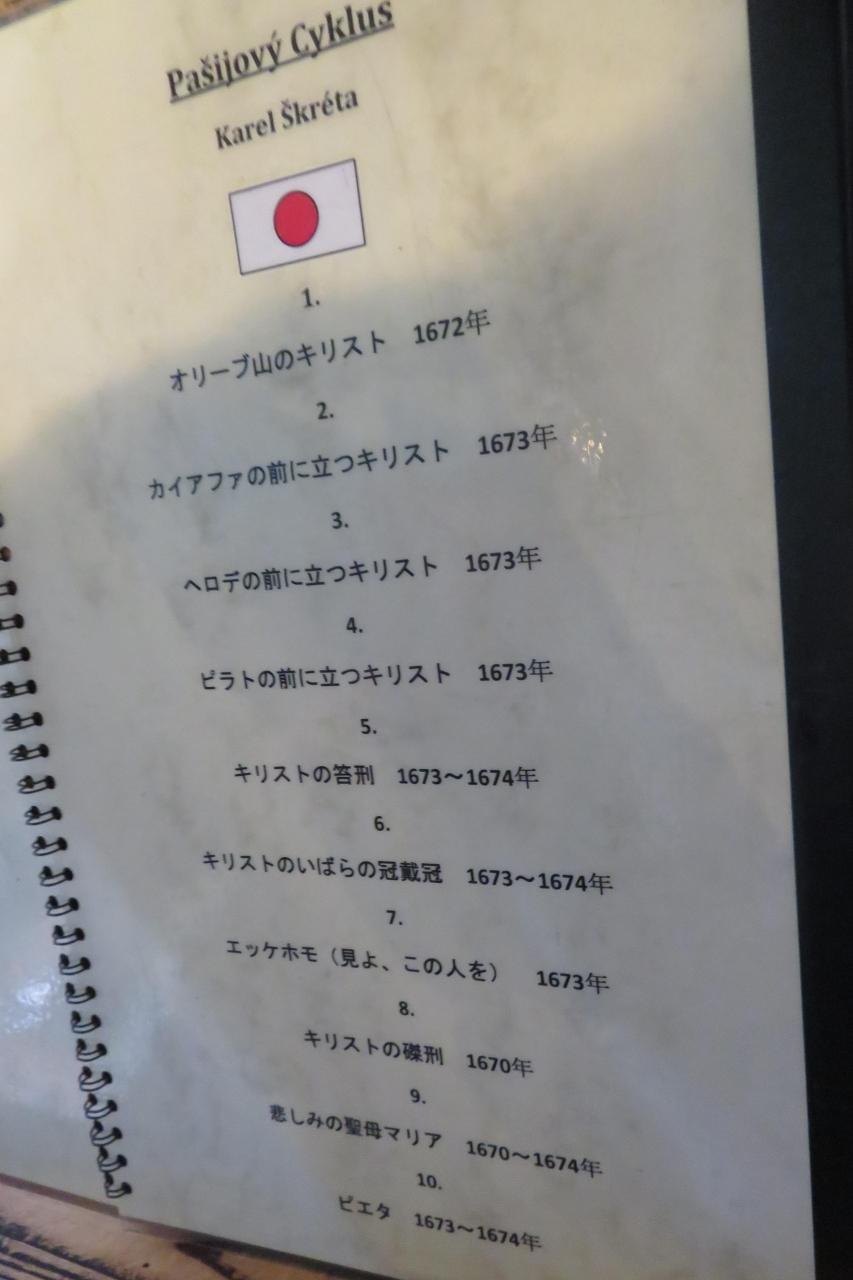 Pašijový Cyklus
Karel Škréta
1.
オリーブ山のキリスト　1672年
2.
カイアファの前に立つキリスト　1673年
3.
ヘロデの前に立つキリスト　1673年
4.
ピラトの前に立つキリスト　1673年
5.
キリストの笞刑　1673～1674年
6.
キリストのいばらの冠戴冠　1673～1674年
7.
エッケホモ（見よ、この人を）　1673年
8.
キリストの磔刑　1670年
9.
悲しみの聖母マリア　1670～1674年
10.
ピエタ　1673～1674年